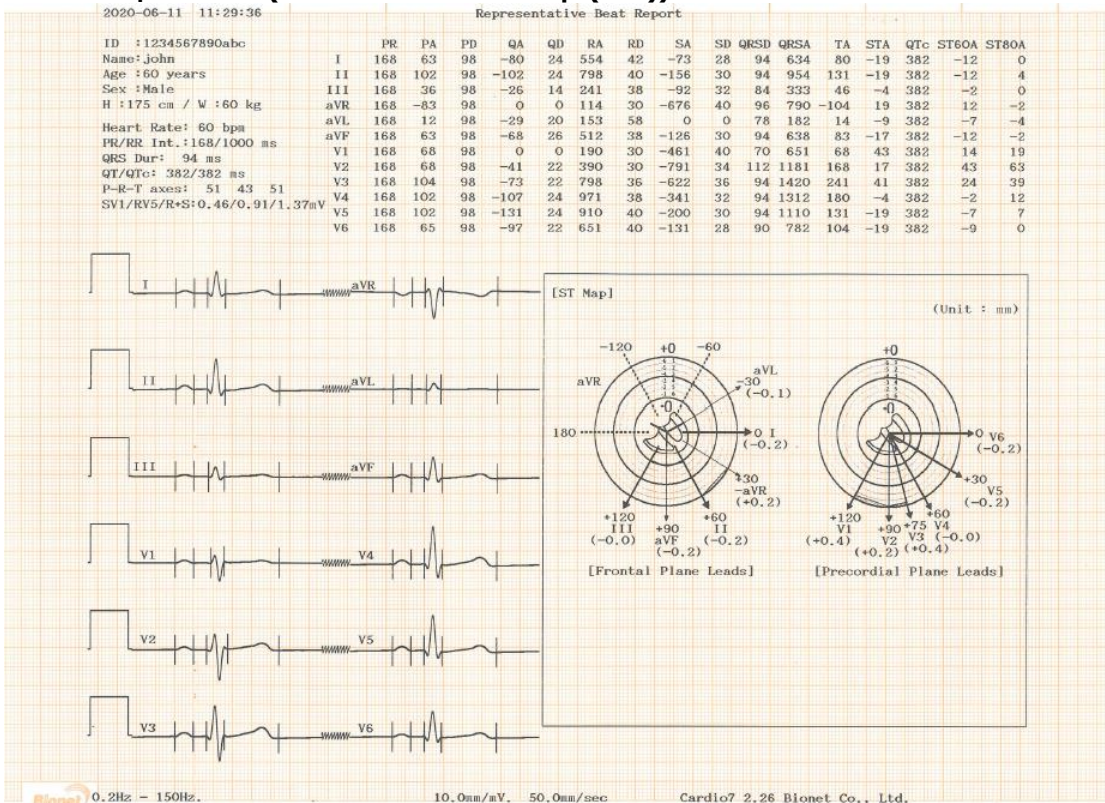 2020-06-11 11:29:36 Representative Beat Report
ID :1234567890abc PR PA PD QA QD RA RD SA SD QRSD QRSA TA STA QTc ST60A ST80A
Name:john I 168 63 98 -80 24 554 42 -73 28 94 634 80 -19 382 -12 0
Age :60 years II 168 102 98 -102 24 798 40 -156 30 94 954 131 -19 382 -12 4
Sex :Male III 168 36 98 -26 14 241 38 -92 32 84 333 46 -4 382 -2 0
H :175 cm / W :60 kg aVR 168 -83 98 0 0 114 30 -676 40 96 790 -104 19 382 12 -2
Heart Rate: 60 bpm aVL 168 12 98 -29 20 153 58 0 0 78 182 14 -9 382 -7 -4
PR/RR Int.:168/1000 ms aVF 168 63 98 -68 26 512 38 -126 30 94 638 83 -17 382 -12 -2
QRS Dur: 94 ms V1 168 68 98 0 0 190 30 -461 40 70 651 68 43 382 14 19
QT/QTc: 382/382 ms V2 168 68 98 -41 22 390 30 -791 34 112 1181 168 17 382 43 63
P-R-T axes: 51 43 51 V3 168 104 98 -73 22 798 36 -622 36 94 1420 241 41 382 24 39
SV1/RV5/R+S:0.46/0.91/1.37mV V4 168 102 98 -107 24 971 38 -341 32 94 1312 180 -4 382 -2 12
V5 168 102 98 -131 24 910 40 -200 30 94 1110 131 -19 382 -7 7
V6 168 65 98 -97 22 651 40 -131 28 90 782 104 -19 382 -9 0
I aVR
II aVL
III aVF
V1 V4
V2 V5
V3 V6
[ST Map]
(Unit : mm)
-120 +0 -60
aVR
aVL
-30
(-0.1)
-0
180
0 I
(-0.2)
+30
-aVR
(+0.2)
+120
III
(-0.0)
+90
aVF
(-0.2)
+60
II
(-0.2)
[Frontal Plane Leads]
+0
-0
0 V6
(-0.2)
+30
V5
(-0.2)
+120
V1
(+0.4)
+90
V2
(+0.2)
+75
V3
(+0.4)
+60
V4
(-0.0)
[Precordial Plane Leads]
Bionet 0.2Hz - 150Hz. 10.0mm/mV. 50.0mm/sec Cardio7 2.26 Bionet Co., Ltd.